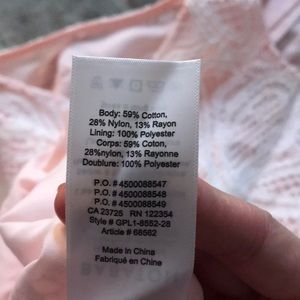 Body: 59% Cotton,
28% Nylon, 13% Rayon
Lining: 100% Polyester
Corps: 59% Coton,
28%nylon, 13% Rayonne
Doublure: 100% Polyester
P.O. # 4500088547
P.O. # 4500088548
P.O. # 4500088549
CA 23725 RN 122354
Style # GPL1-8552-28
Article # 68562
Made in China
Fabriqué en Chine